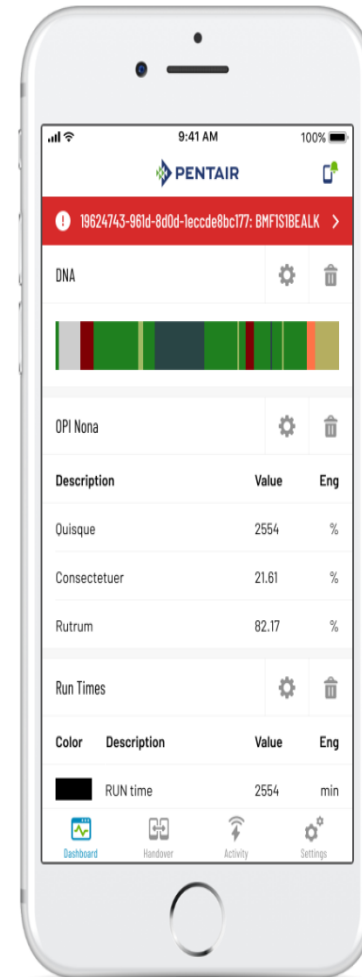 9:41 AM 100%
PENTAIR
19624743-961d-8d0d-1eccde8bc177: BMF1S1BEALK
DNA
OPI Nona
Description Value Eng
Quisque 2554 %
Consectetuer 21.61 %
Rutrum 82.17 %
Run Times
Color Description Value Eng
RUN time 2554 min
Dashboard Handover Activity Settings